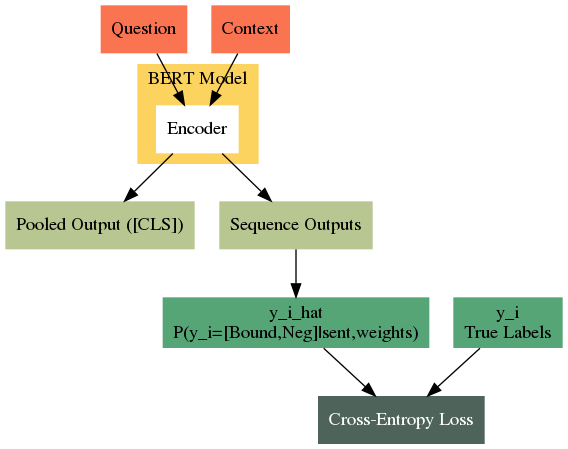 Question
Context
BERT Model
Encoder
Pooled Output ([CLS])
Sequence Outputs
y_i_hat
P(y_i=[Bound,Neg]|sent,weights)
y_i
True Labels
Cross-Entropy Loss